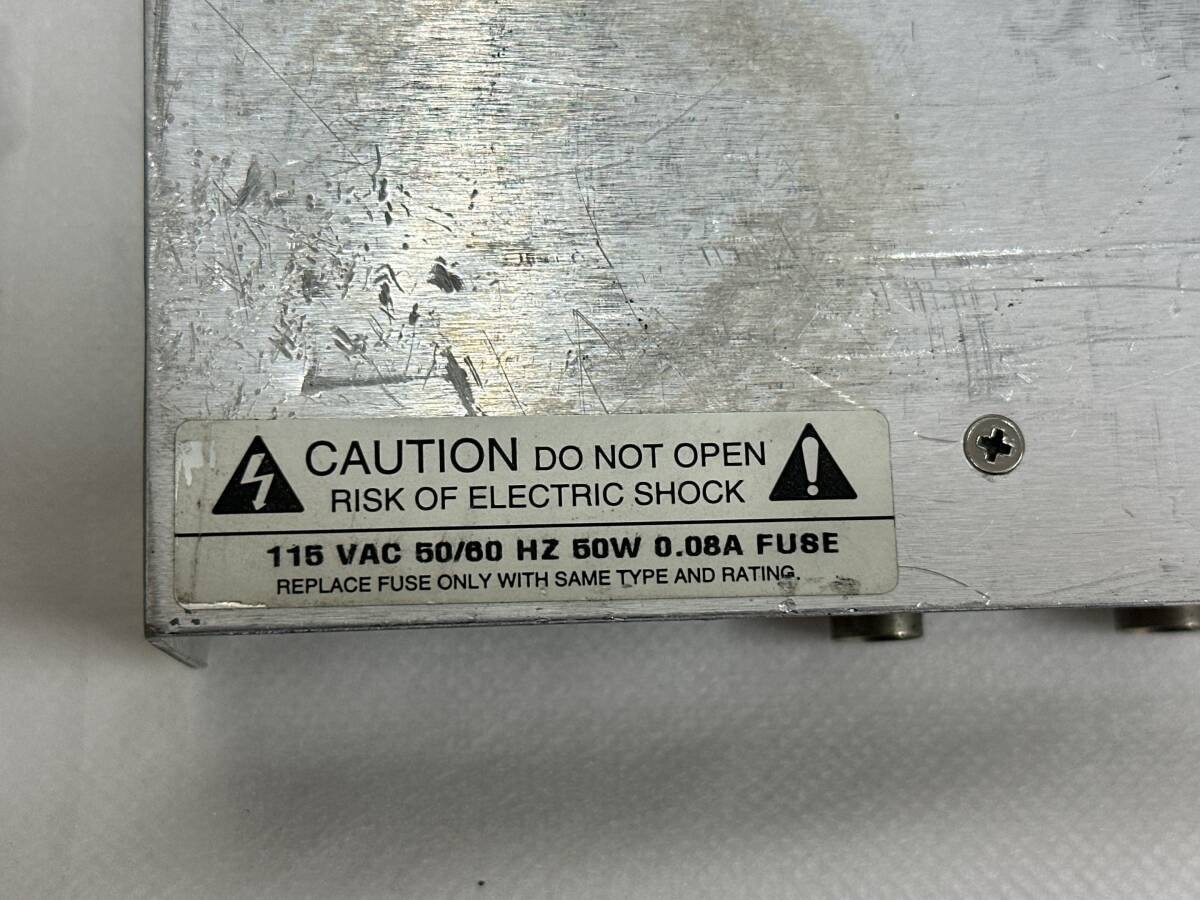 CAUTION DO NOT OPEN
RISK OF ELECTRIC SHOCK
115 VAC 50/60 HZ 50W 0.08A FUSE
REPLACE FUSE ONLY WITH SAME TYPE AND RATING.